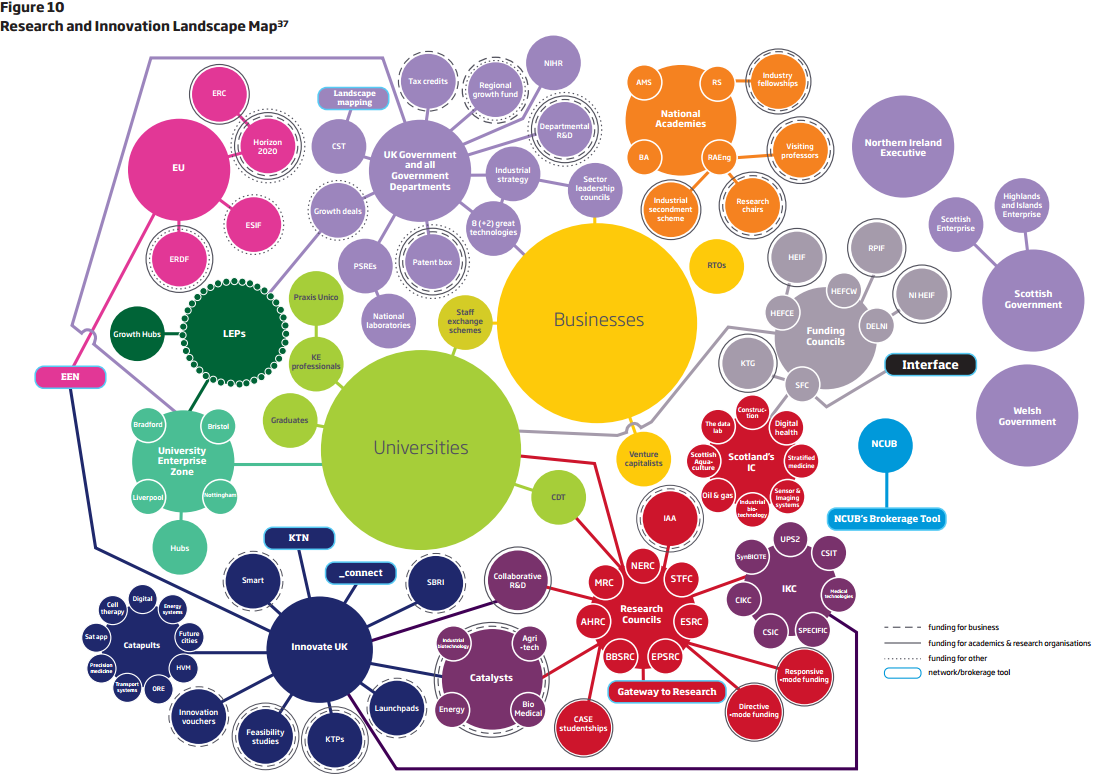 Figure 10
Research and Innovation Landscape Map³⁷
ERC
Horizon
2020
EU
ESIF
ERDF
Landscape
mapping
Tax credits
Regional
growth fund
NIHR
Departmental
R&D
CST
UK Government
and all
Government
Departments
Industrial
strategy
Sector
leadership
councils
Growth deals
8 (+2) great
technologies
PSREs
Patent box
National
laboratories
AMS
RS
National
Academies
BA
RAEng
Industry
fellowships
Visiting
professors
Industrial
secondment
scheme
Research
chairs
Northern Ireland
Executive
Highlands
and Islands
Enterprise
Scottish
Enterprise
Scottish
Government
Welsh
Government
RTOs
HEIF
RPIF
NI HEIF
HEFCW
HEFCE
DELNI
Funding
Councils
KTG
SFC
Interface
Growth Hubs
LEPs
Praxis Unico
KE
professionals
Graduates
Staff
exchange
schemes
Businesses
Universities
Venture
capitalists
CDT
EEN
Bradford
Bristol
University
Enterprise
Zone
Liverpool
Nottingham
Hubs
Construc-
tion
The data
lab
Digital
health
Scottish
Aqua-
culture
Scotland's
IC
Stratified
medicine
Oil & gas
Industrial
bio-
technology
Sensor &
Imaging
systems
NCUB
NCUB's Brokerage Tool
KTN
_connect
Smart
SBRI
Innovate UK
Digital
Cell
therapy
Energy
systems
Sat app
Catapults
Future
cities
Precision
medicine
HVM
Transport
systems
ORE
Innovation
vouchers
Feasibility
studies
KTPs
Launchpads
Collaborative
R&D
Industrial
biotechnology
Agri
-tech
Catalysts
Energy
Bio
Medical
IAA
NERC
MRC
STFC
AHRC
Research
Councils
ESRC
BBSRC
EPSRC
Gateway to Research
CASE
studentships
Directive
-mode funding
Responsive
-mode funding
UPS2
SynBICITE
CSIT
IKC
CIKC
Medical
technologies
CSIC
SPECIFIC
funding for business
funding for academics & research organisations
funding for other
network/brokerage tool